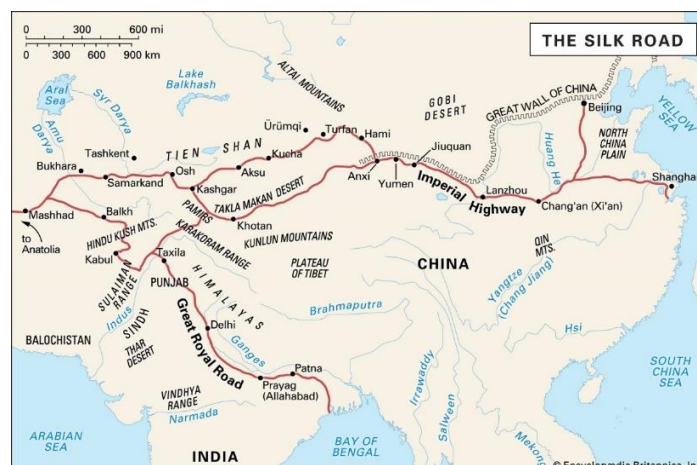 0 300 600 mi
0 300 600 900 km
THE SILK ROAD
Lake
Balkhash
ALTAI MOUNTAINS
Aral
Sea
Syr Darya
Amu
Darya
GOBI
DESERT
GREAT WALL OF CHINA
Beijing
YELLOW
SEA
Ürümqi
Turfan
Hami
TIEN SHAN
Kucha
Aksu
Tashkent
Bukhara
Samarkand
Osh
Kashgar
Jiuquan
Anxi
Yumen
Imperial Highway
Huang He
NORTH
CHINA
PLAIN
Shangha
Lanzhou
Chang'an (Xi'an)
TAKLA MAKAN DESERT
PAMIRS
Khotan
Mashhad
to
Anatolia
Balkh
HINDU KUSH MTS.
Kabul
KARAKORAM RANGE
KUNLUN MOUNTAINS
Taxila
PUNJAB
SULAIMAN
RANGE
HIMALAYAS
PLATEAU
OF TIBET
CHINA
QIN
MTS.
Yangtze
(Chang Jiang)
Indus
SINDH
THAR
DESERT
BALOCHISTAN
Great Royal Road
Delhi
Ganges
Brahmaputra
Hsi
Patna
Prayag
(Allahabad)
VINDHYA
RANGE
Narmada
Irrawaddy
Salween
Mekong
SOUTH
CHINA
SEA
ARABIAN
SEA
INDIA
BAY OF
BENGAL
© Encyclopædia Britannica, In